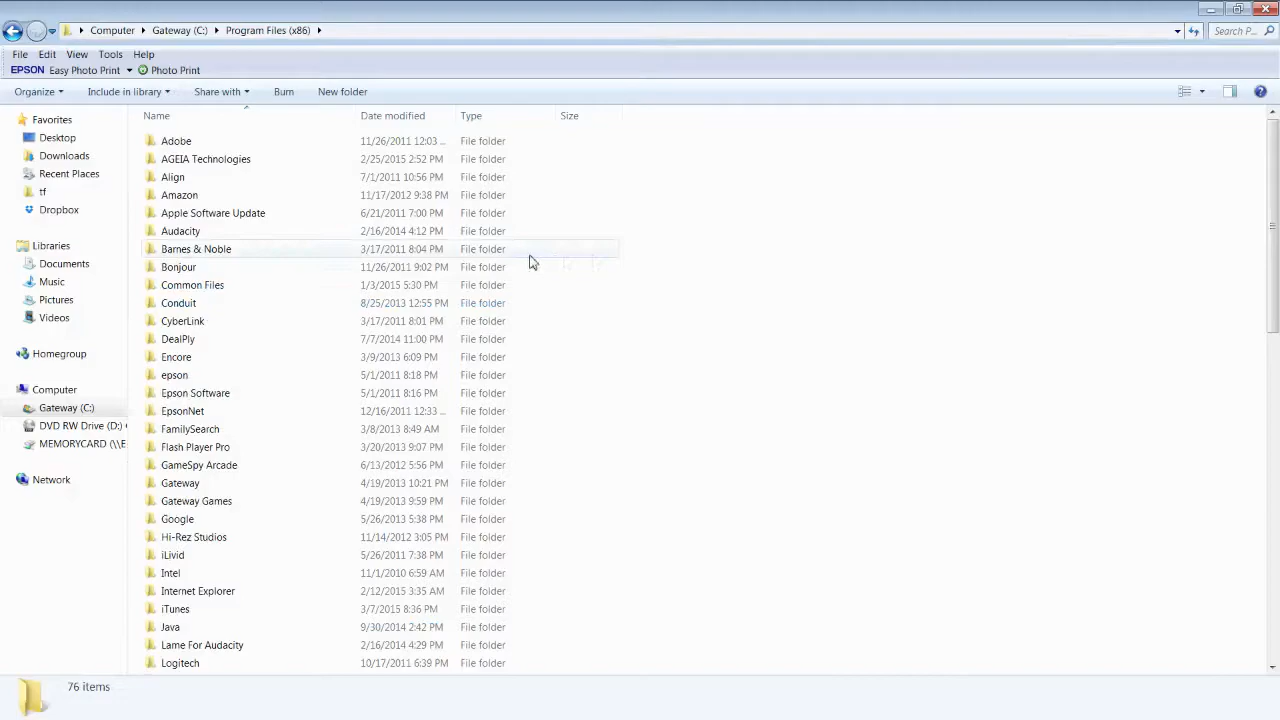 Computer Gateway (C:) Program Files (x86) Search P...
File Edit View Tools Help
EPSON Easy Photo Print Photo Print
Organize Include in library Share with Burn New folder
Favorites
Desktop
Downloads
Recent Places
tf
Dropbox
Libraries
Documents
Music
Pictures
Videos
Homegroup
Computer
Gateway (C:)
DVD RW Drive (D:) (
MEMORYCARD (\\E
Network
Name Date modified Type Size
Adobe 11/26/2011 12:03 ... File folder
AGEIA Technologies 2/25/2015 2:52 PM File folder
Align 7/1/2011 10:56 PM File folder
Amazon 11/17/2012 9:38 PM File folder
Apple Software Update 6/21/2011 7:00 PM File folder
Audacity 2/16/2014 4:12 PM File folder
Barnes & Noble 3/17/2011 8:04 PM File folder
Bonjour 11/26/2011 9:02 PM File folder
Common Files 1/3/2015 5:30 PM File folder
Conduit 8/25/2013 12:55 PM File folder
CyberLink 3/17/2011 8:01 PM File folder
DealPly 7/7/2014 11:00 PM File folder
Encore 3/9/2013 6:09 PM File folder
epson 5/1/2011 8:18 PM File folder
Epson Software 5/1/2011 8:16 PM File folder
EpsonNet 12/16/2011 12:33 ... File folder
FamilySearch 3/8/2013 8:49 AM File folder
Flash Player Pro 3/20/2013 9:07 PM File folder
GameSpy Arcade 6/13/2012 5:56 PM File folder
Gateway 4/19/2013 10:21 PM File folder
Gateway Games 4/19/2013 9:59 PM File folder
Google 5/26/2013 5:38 PM File folder
Hi-Rez Studios 11/14/2012 3:05 PM File folder
iLivid 5/26/2011 7:38 PM File folder
Intel 11/1/2010 6:59 AM File folder
Internet Explorer 2/12/2015 3:35 AM File folder
iTunes 3/7/2015 8:36 PM File folder
Java 9/30/2014 2:42 PM File folder
Lame For Audacity 2/16/2014 4:29 PM File folder
Logitech 10/17/2011 6:39 PM File folder
76 items